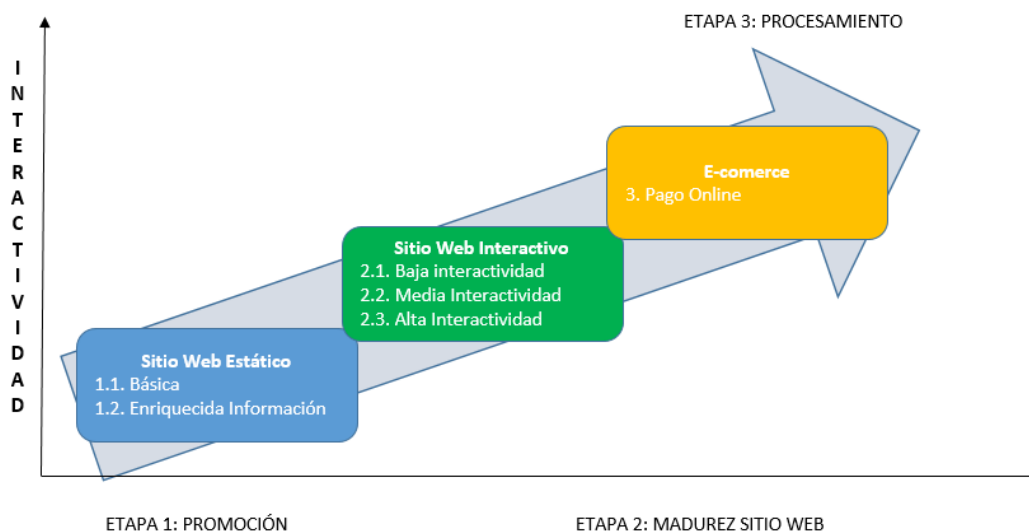 ETAPA 3: PROCESAMIENTO
INTERACTIVIDAD
E-comerce
3. Pago Online
Sitio Web Interactivo
2.1. Baja interactividad
2.2. Media Interactividad
2.3. Alta Interactividad
Sitio Web Estático
1.1. Básica
1.2. Enriquecida Información
ETAPA 1: PROMOCIÓN
ETAPA 2: MADUREZ SITIO WEB